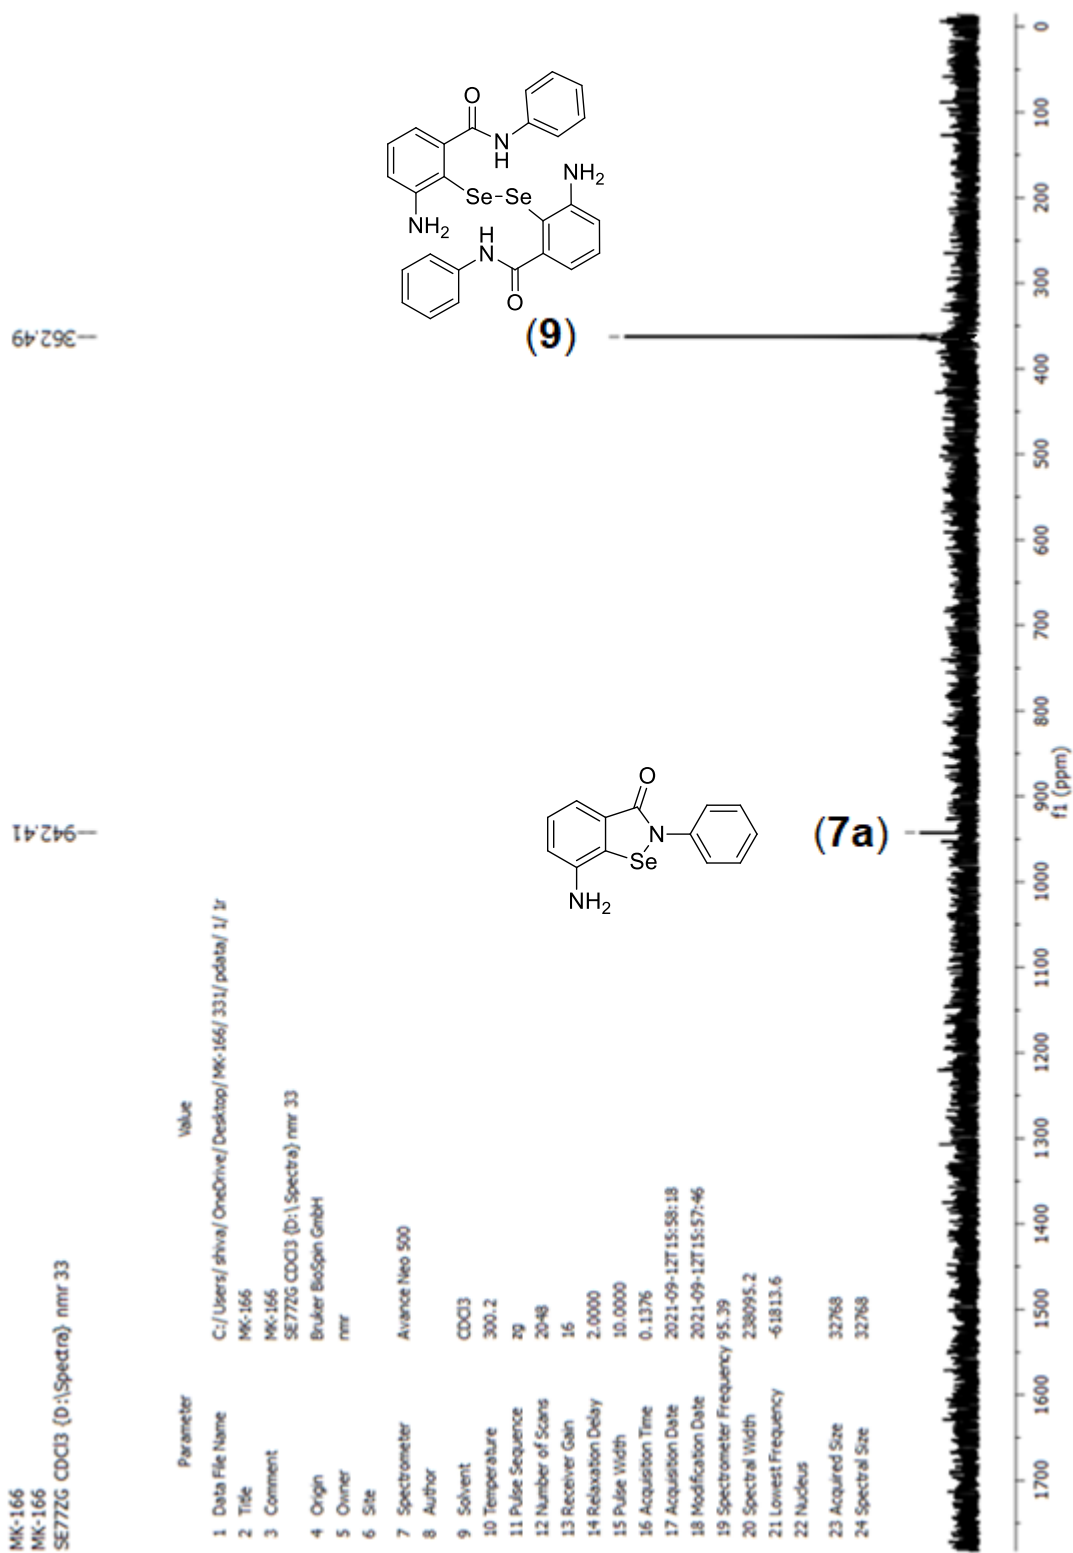 MK-166
MK-166
SE77ZG CDCl3 {D:\Spectra} nmr 33
Parameter Value
1 Data File Name C:/ Users/ shiva/ OneDrive/ Desktop/ MK-166/ 331/ pdata/ 1/ 1r
2 Title MK-166
3 Comment MK-166
SE77ZG CDCl3 {D:\Spectra} nmr 33
4 Origin Bruker BioSpin GmbH
5 Owner nmr
6 Site
7 Spectrometer Avance Neo 500
8 Author
9 Solvent CDCl3
10 Temperature 300.2
11 Pulse Sequence zg
12 Number of Scans 2048
13 Receiver Gain 16
14 Relaxation Delay 2.0000
15 Pulse Width 10.0000
16 Acquisition Time 0.1376
17 Acquisition Date 2021-09-12T15:58:18
18 Modification Date 2021-09-12T15:57:46
19 Spectrometer Frequency 95.39
20 Spectral Width 238095.2
21 Lowest Frequency -61813.6
22 Nucleus
23 Acquired Size 32768
24 Spectral Size 32768
942.41
362.49
O
N
H
NH2
Se-Se
NH2
H
N
O
(9)
O
N
Se
NH2
(7a)
1700 1600 1500 1400 1300 1200 1100 1000 900 800 700 600 500 400 300 200 100 0
f1 (ppm)